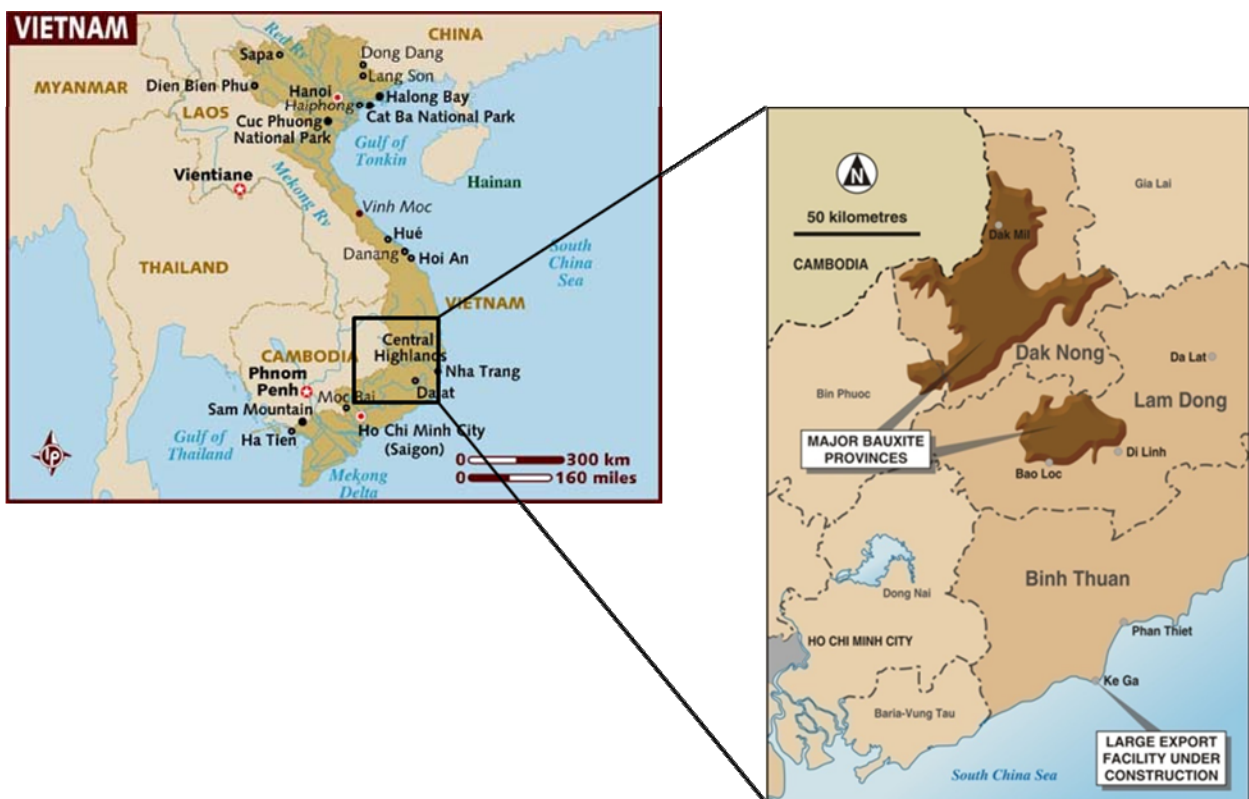 VIETNAM
CHINA
Red Rv
Sapa
Dong Dang
Lang Son
MYANMAR
Dien Bien Phu
Hanoi
Halong Bay
Haiphong
LAOS
Cat Ba National Park
Cuc Phuong
National Park
Gulf of
Tonkin
Vientiane
Mekong Rv
Hainan
Vinh Moc
Hué
Danang
Hoi An
South
China
Sea
THAILAND
VIETNAM
Central
Highlands
CAMBODIA
Phnom
Penh
Nha Trang
Dalat
Moc Bai
Sam Mountain
Ha Tien
Ho Chi Minh City
(Saigon)
Gulf of
Thailand
Mekong
Delta
0 300 km
0 160 miles
lp
N
50 kilometres
CAMBODIA
Gia Lai
Dak Mil
Dak Nong
Da Lat
Bin Phuoc
Lam Dong
MAJOR BAUXITE
PROVINCES
Di Linh
Bao Loc
Binh Thuan
Dong Nai
Phan Thiet
HO CHI MINH CITY
Ke Ga
Baria-Vung Tau
LARGE EXPORT
FACILITY UNDER
CONSTRUCTION
South China Sea